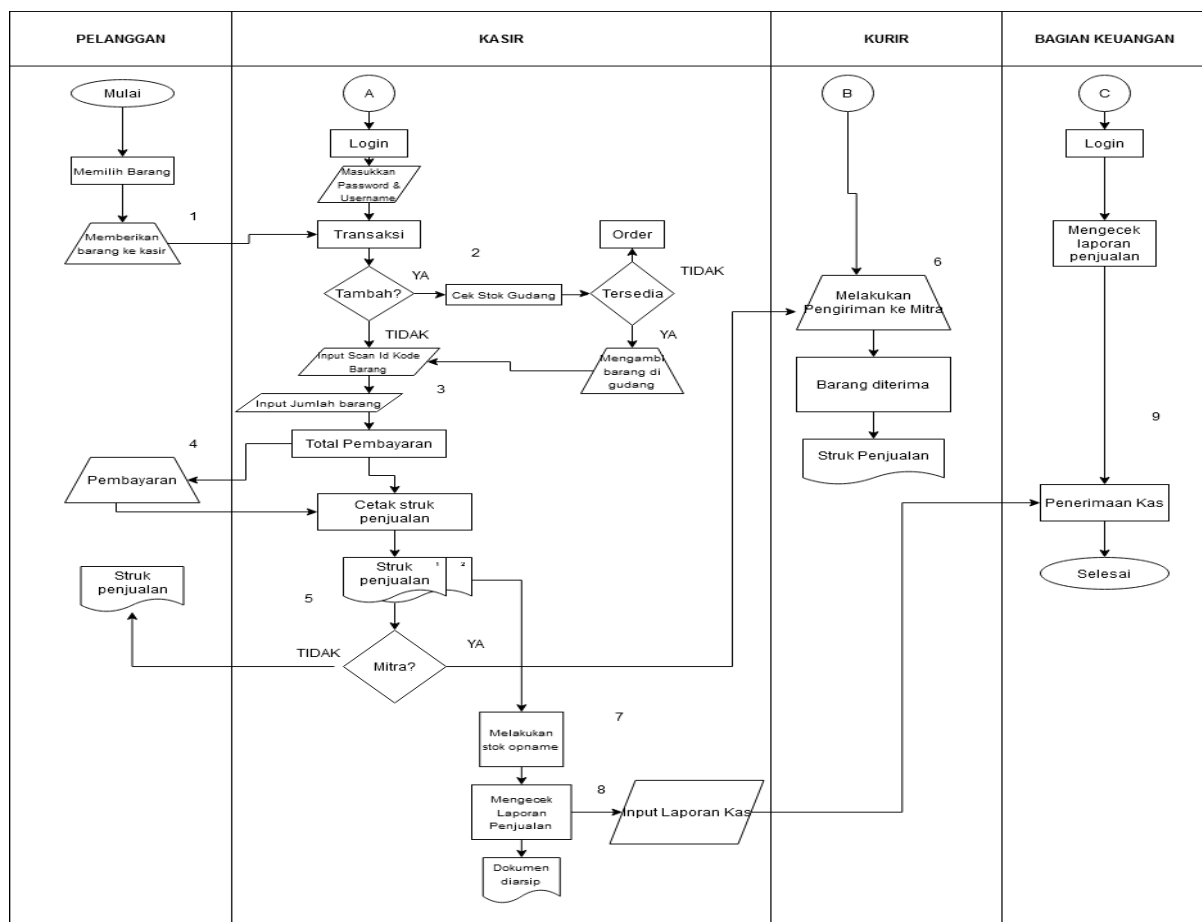 PELANGGAN
KASIR
KURIR
BAGIAN KEUANGAN
Mulai
Memilih Barang
Memberikan
barang ke kasir
1
A
Login
Masukkan
Password &
Username
Transaksi
Tambah?
YA
2
Cek Stok Gudang
Order
Tersedia
TIDAK
YA
Mengambi
barang di
gudang
TIDAK
Input Scan Id Kode
Barang
3
Input Jumlah barang
Total Pembayaran
4
Pembayaran
Cetak struk
penjualan
Struk
penjualan
1
2
5
Struk
penjualan
TIDAK
Mitra?
YA
7
Melakukan
stok opname
Mengecek
Laporan
Penjualan
8
Input Laporan Kas
Dokumen
diarsip
B
6
Melakukan
Pengiriman ke Mitra
Barang diterima
Struk Penjualan
C
Login
Mengecek
laporan
penjualan
9
Penerimaan Kas
Selesai